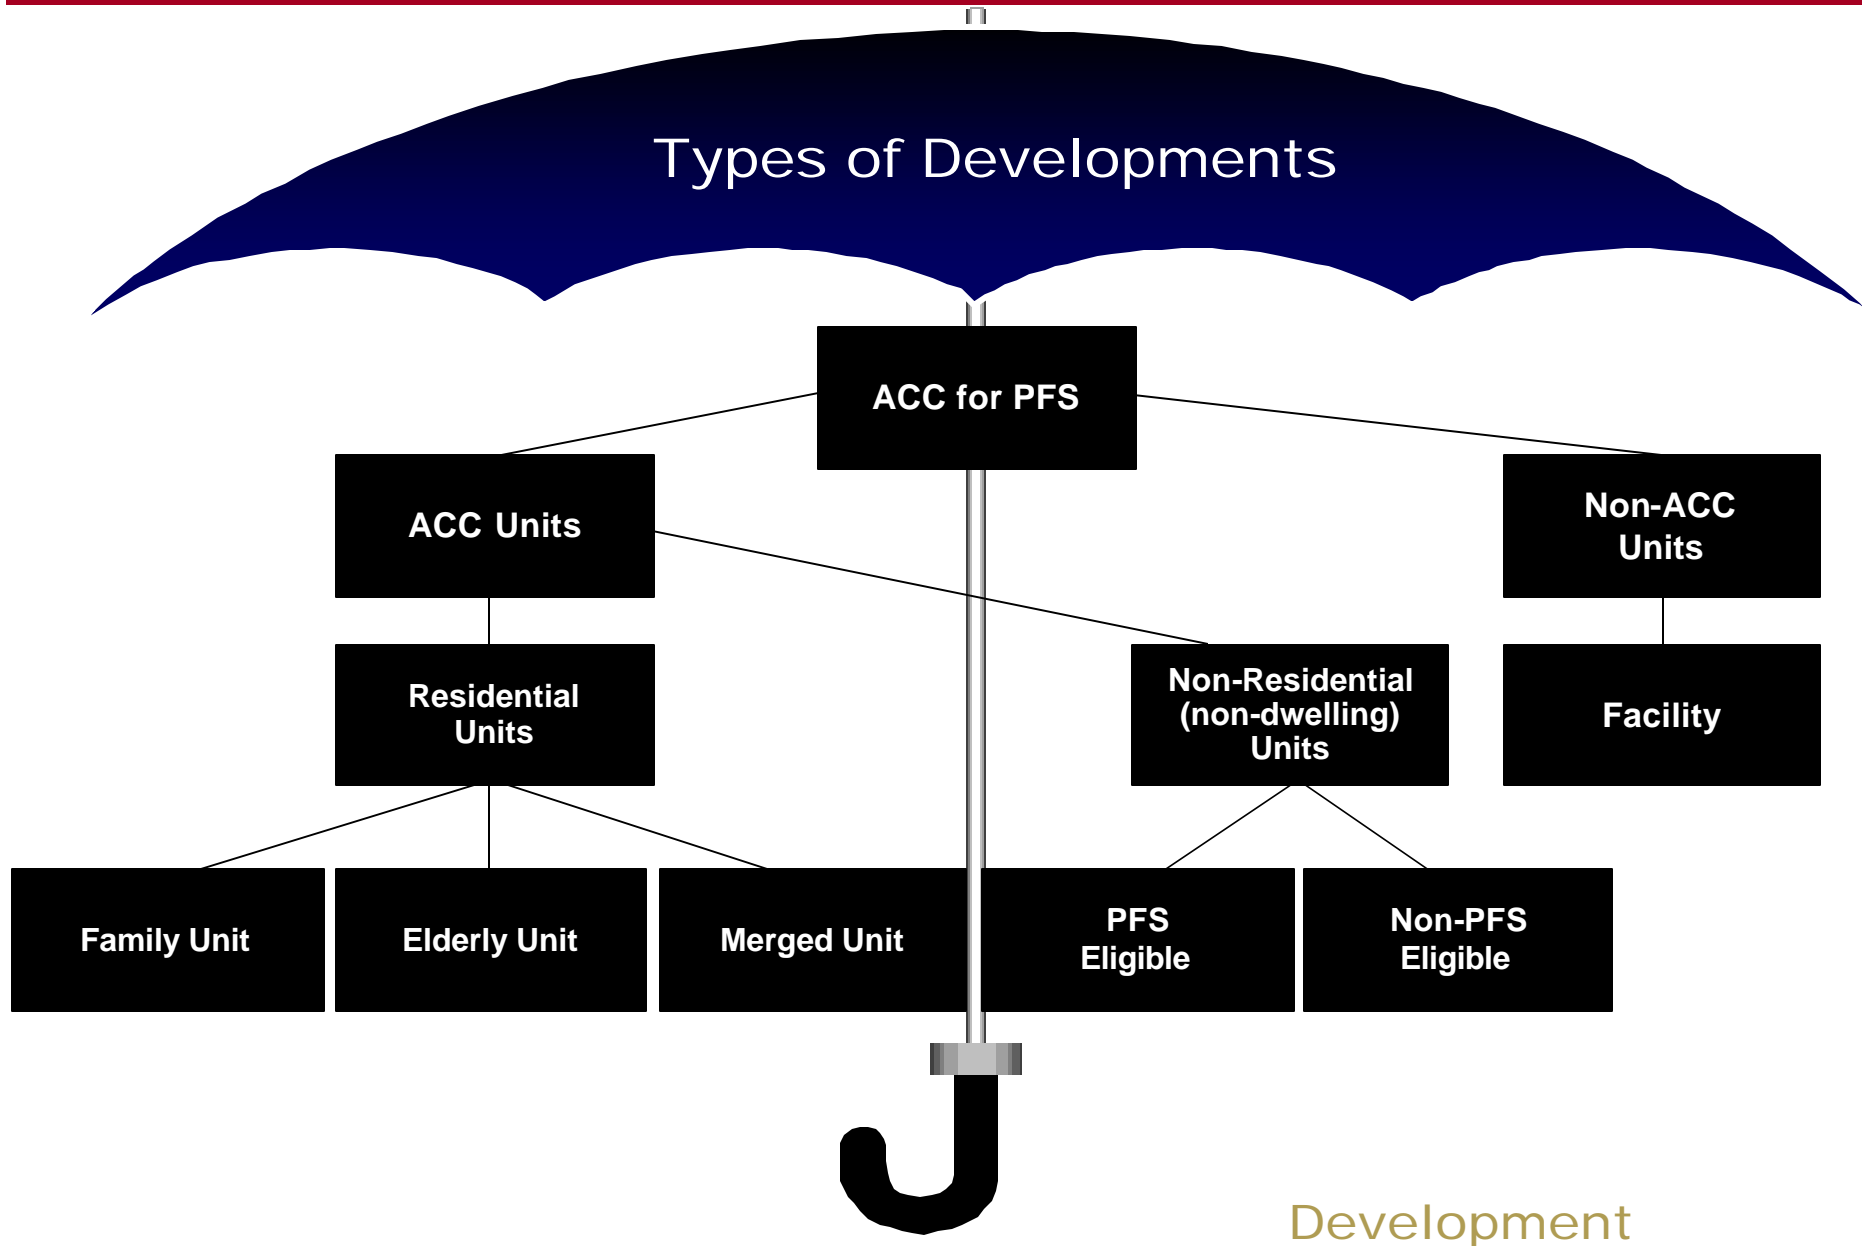 Types of Developments
ACC for PFS
ACC Units
Non-ACC
Units
Residential
Units
Non-Residential
(non-dwelling)
Units
Facility
Family Unit
Elderly Unit
Merged Unit
PFS
Eligible
Non-PFS
Eligible
Development